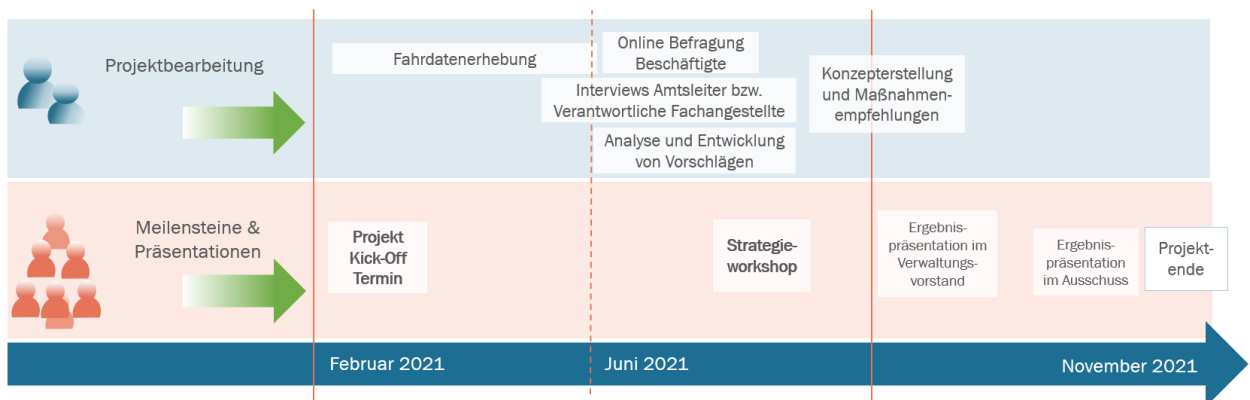 Projektbearbeitung
Fahrdatenerhebung
Online Befragung
Beschäftigte
Interviews Amtsleiter bzw.
Verantwortliche Fachangestellte
Analyse und Entwicklung
von Vorschlägen
Konzepterstellung
und Maßnahmen-
empfehlungen
Meilensteine &
Präsentationen
Projekt
Kick-Off
Termin
Strategie-
workshop
Ergebnis-
präsentation im
Verwaltungs-
vorstand
Ergebnis-
präsentation
im Ausschuss
Projekt-
ende
Februar 2021
Juni 2021
November 2021